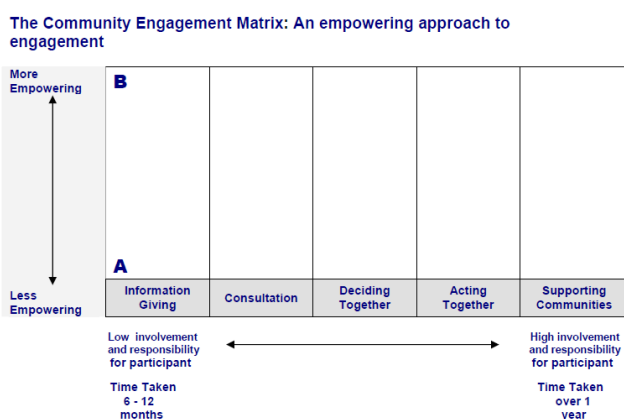 The Community Engagement Matrix: An empowering approach to
engagement
More
Empowering
B
A
Less
Empowering
Information
Giving
Consultation
Deciding
Together
Acting
Together
Supporting
Communities
Low involvement
and responsibility
for participant
High involvement
and responsibility
for participant
Time Taken
6 - 12
months
Time Taken
over 1
year